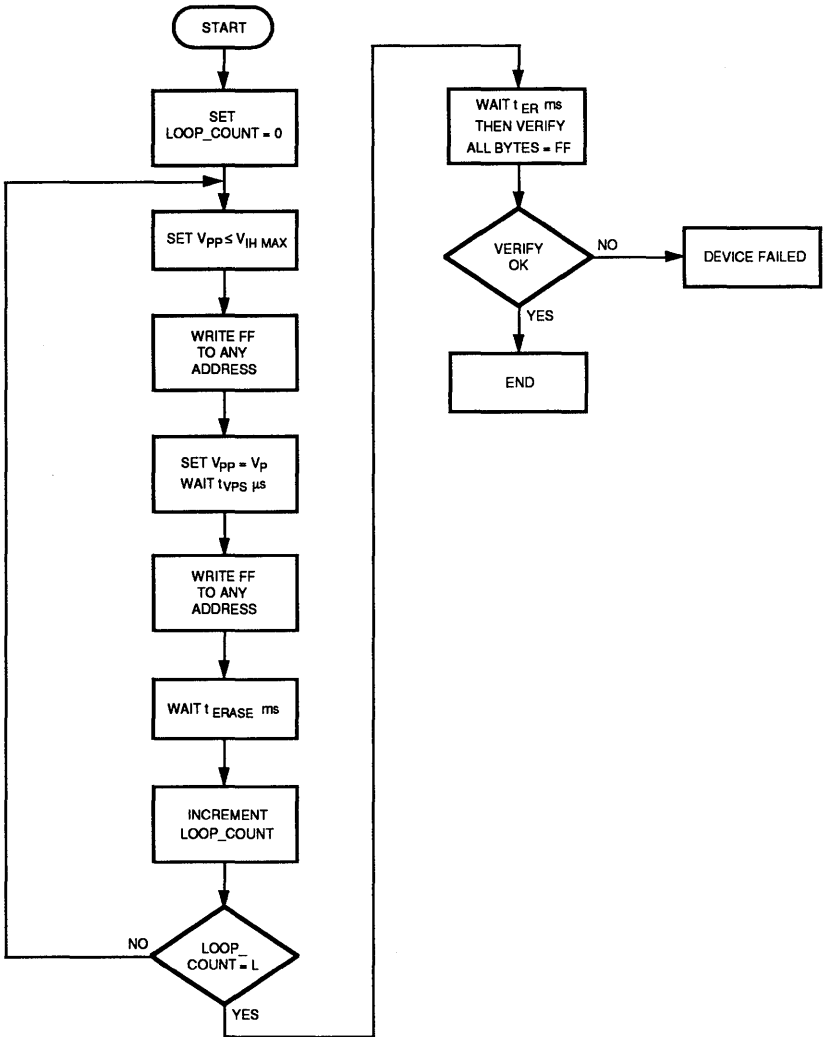 START
SET
LOOP_COUNT = 0
SET VPP ≤ VIH MAX
WRITE FF
TO ANY
ADDRESS
SET VPP = VP
WAIT tVPS μs
WRITE FF
TO ANY
ADDRESS
WAIT t ERASE ms
INCREMENT
LOOP_COUNT
LOOP_
COUNT = L
NO
YES
WAIT t ER ms
THEN VERIFY
ALL BYTES = FF
VERIFY
OK
NO
DEVICE FAILED
YES
END